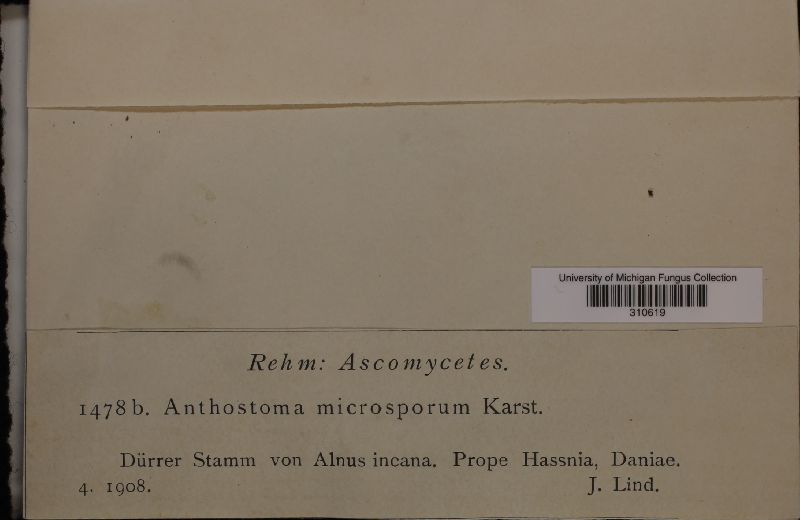 University of Michigan Fungus Collection
310619
Rehm: Ascomycetes.
1478b. Anthostoma microsporum Karst.
Dürrer Stamm von Alnus incana. Prope Hassnia, Daniae.
4. 1908. J. Lind.